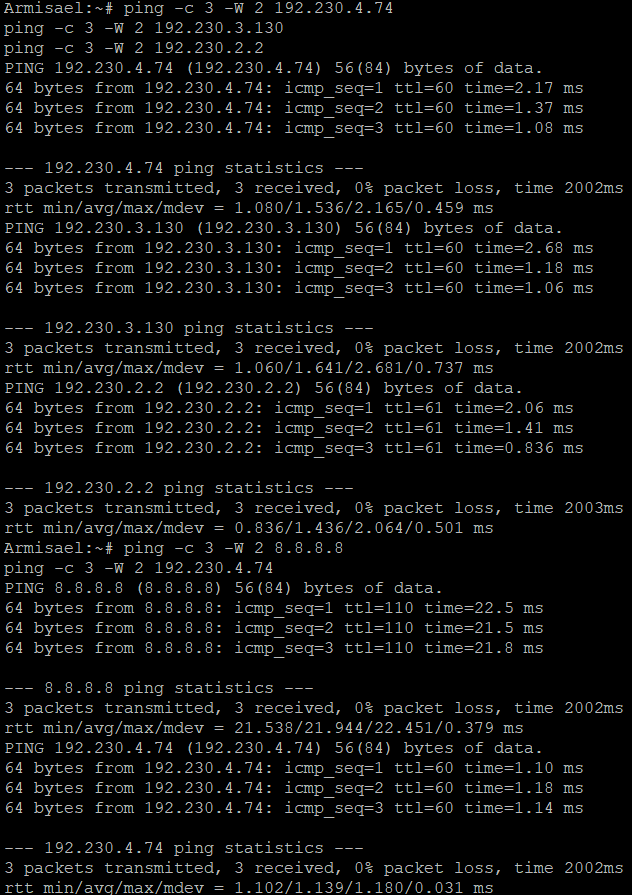 Armisael:~# ping -c 3 -W 2 192.230.4.74
ping -c 3 -W 2 192.230.3.130
ping -c 3 -W 2 192.230.2.2
PING 192.230.4.74 (192.230.4.74) 56(84) bytes of data.
64 bytes from 192.230.4.74: icmp_seq=1 ttl=60 time=2.17 ms
64 bytes from 192.230.4.74: icmp_seq=2 ttl=60 time=1.37 ms
64 bytes from 192.230.4.74: icmp_seq=3 ttl=60 time=1.08 ms
--- 192.230.4.74 ping statistics ---
3 packets transmitted, 3 received, 0% packet loss, time 2002ms
rtt min/avg/max/mdev = 1.080/1.536/2.165/0.459 ms
PING 192.230.3.130 (192.230.3.130) 56(84) bytes of data.
64 bytes from 192.230.3.130: icmp_seq=1 ttl=60 time=2.68 ms
64 bytes from 192.230.3.130: icmp_seq=2 ttl=60 time=1.18 ms
64 bytes from 192.230.3.130: icmp_seq=3 ttl=60 time=1.06 ms
--- 192.230.3.130 ping statistics ---
3 packets transmitted, 3 received, 0% packet loss, time 2002ms
rtt min/avg/max/mdev = 1.060/1.641/2.681/0.737 ms
PING 192.230.2.2 (192.230.2.2) 56(84) bytes of data.
64 bytes from 192.230.2.2: icmp_seq=1 ttl=61 time=2.06 ms
64 bytes from 192.230.2.2: icmp_seq=2 ttl=61 time=1.41 ms
64 bytes from 192.230.2.2: icmp_seq=3 ttl=61 time=0.836 ms
--- 192.230.2.2 ping statistics ---
3 packets transmitted, 3 received, 0% packet loss, time 2003ms
rtt min/avg/max/mdev = 0.836/1.436/2.064/0.501 ms
Armisael:~# ping -c 3 -W 2 8.8.8.8
ping -c 3 -W 2 192.230.4.74
PING 8.8.8.8 (8.8.8.8) 56(84) bytes of data.
64 bytes from 8.8.8.8: icmp_seq=1 ttl=110 time=22.5 ms
64 bytes from 8.8.8.8: icmp_seq=2 ttl=110 time=21.5 ms
64 bytes from 8.8.8.8: icmp_seq=3 ttl=110 time=21.8 ms
--- 8.8.8.8 ping statistics ---
3 packets transmitted, 3 received, 0% packet loss, time 2002ms
rtt min/avg/max/mdev = 21.538/21.944/22.451/0.379 ms
PING 192.230.4.74 (192.230.4.74) 56(84) bytes of data.
64 bytes from 192.230.4.74: icmp_seq=1 ttl=60 time=1.10 ms
64 bytes from 192.230.4.74: icmp_seq=2 ttl=60 time=1.18 ms
64 bytes from 192.230.4.74: icmp_seq=3 ttl=60 time=1.14 ms
--- 192.230.4.74 ping statistics ---
3 packets transmitted, 3 received, 0% packet loss, time 2002ms
rtt min/avg/max/mdev = 1.102/1.139/1.180/0.031 ms